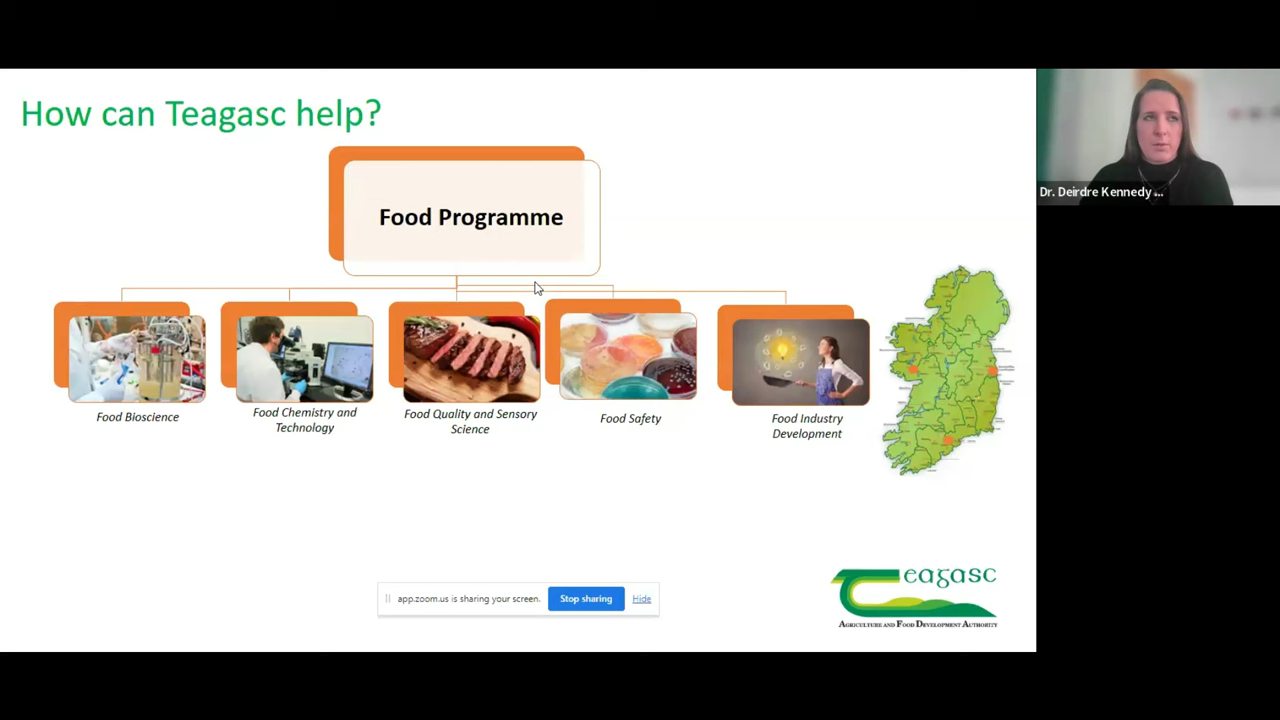 How can Teagasc help?
Dr. Deirdre Kennedy ...
Food Programme
Food Bioscience
Food Chemistry and
Technology
Food Quality and Sensory
Science
Food Safety
Food Industry
Development
app.zoom.us is sharing your screen.
Stop sharing
Hide
eagasc
AGRICULTURE AND FOOD DEVELOPMENT AUTHORITY